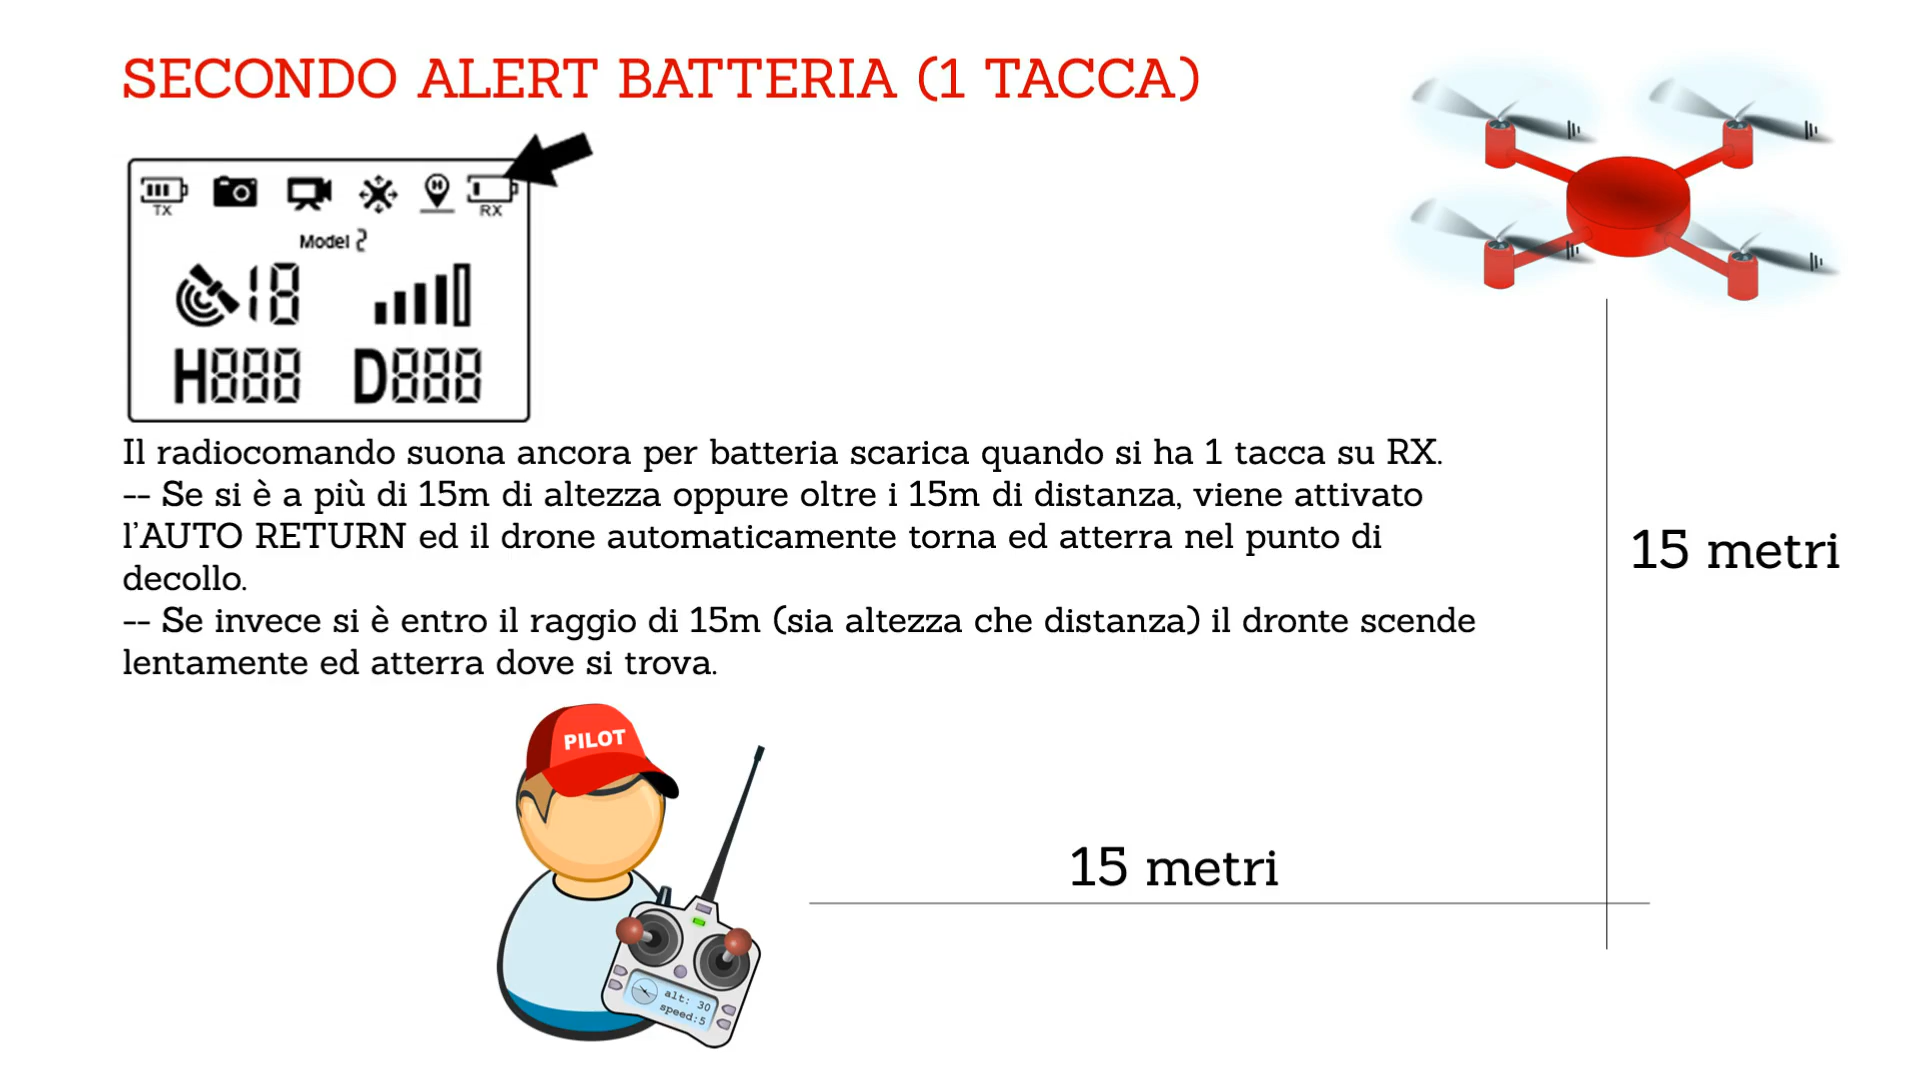 SECONDO ALERT BATTERIA (1 TACCA)
TX
H
RX
Model 2
18
H888 D888
Il radiocomando suona ancora per batteria scarica quando si ha 1 tacca su RX.
-- Se si è a più di 15m di altezza oppure oltre i 15m di distanza, viene attivato
l'AUTO RETURN ed il drone automaticamente torna ed atterra nel punto di
decollo.
-- Se invece si è entro il raggio di 15m (sia altezza che distanza) il dronte scende
lentamente ed atterra dove si trova.
15 metri
PILOT
15 metri
alt: 30
speed:5